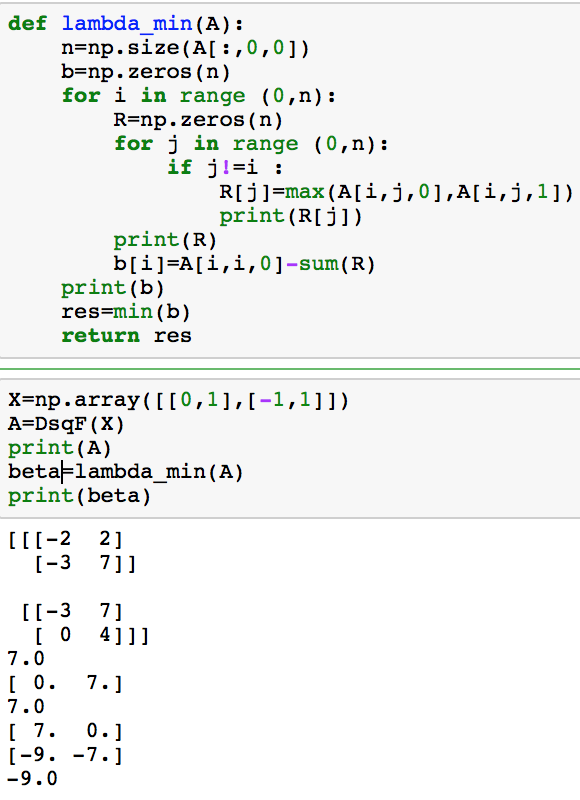 def lambda_min(A):
    n=np.size(A[:,0,0])
    b=np.zeros(n)
    for i in range (0,n):
        R=np.zeros(n)
        for j in range (0,n):
            if j!=i :
                R[j]=max(A[i,j,0],A[i,j,1])
                print(R[j])
        print(R)
        b[i]=A[i,i,0]-sum(R)
    print(b)
    res=min(b)
    return res
X=np.array([[0,1],[-1,1]])
A=DsqF(X)
print(A)
beta=lambda_min(A)
print(beta)
[[[-2  2]
  [-3  7]]
 [[-3  7]
  [ 0  4]]]
7.0
[ 0.  7.]
7.0
[ 7.  0.]
[-9. -7.]
-9.0